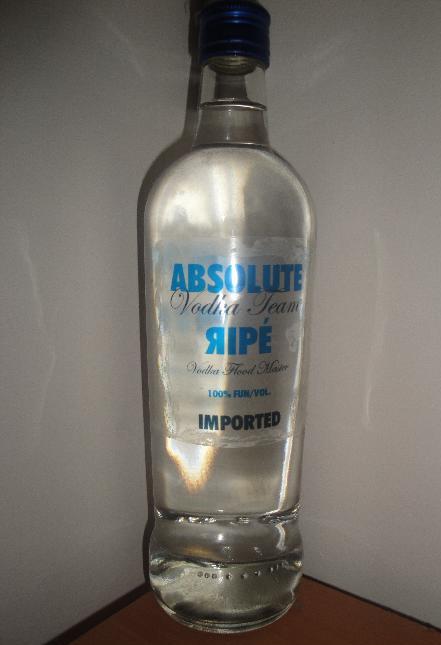 ABSOLUTE
Vodka Team
ЯIPÉ
Vodka Flood Master
100% FUN/VOL.
IMPORTED